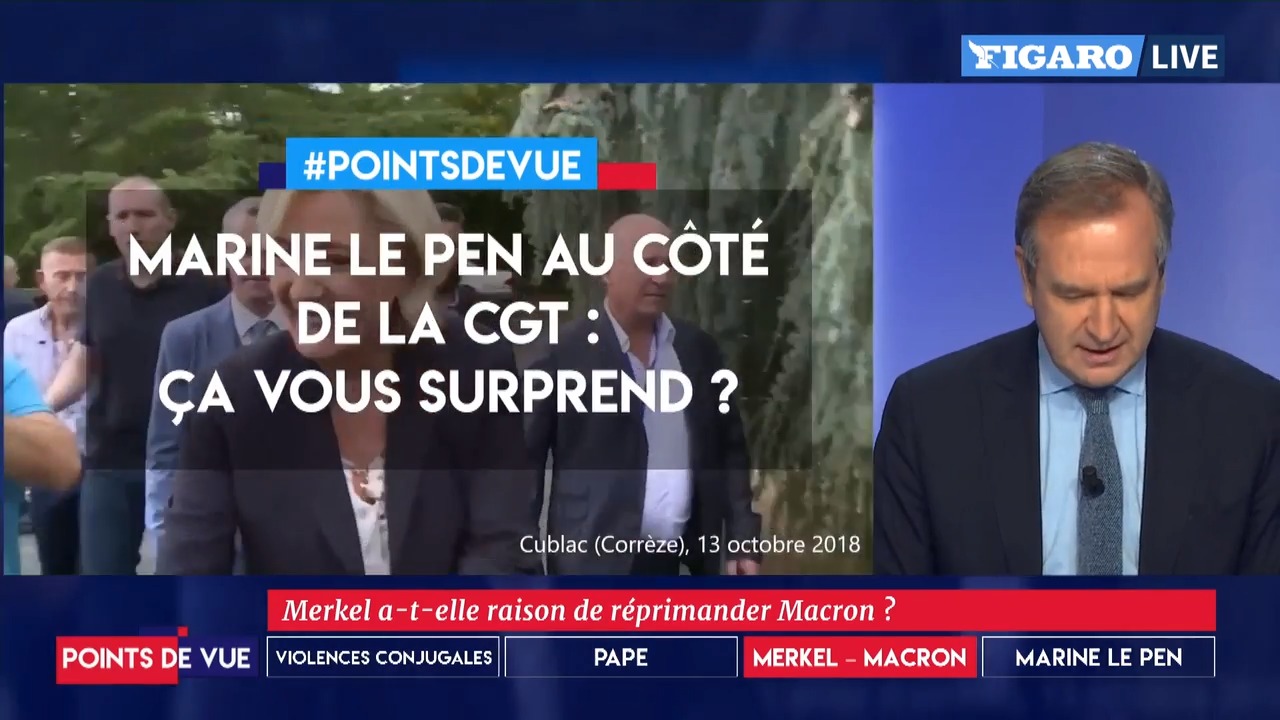 FIGARO LIVE
#POINTSDEVUE
MARINE LE PEN AU CÔTÉ
DE LA CGT :
ÇA VOUS SURPREND ?
Cublac (Corrèze), 13 octobre 2018
Merkel a-t-elle raison de réprimander Macron ?
POINTS DE VUE
VIOLENCES CONJUGALES
PAPE
MERKEL – MACRON
MARINE LE PEN